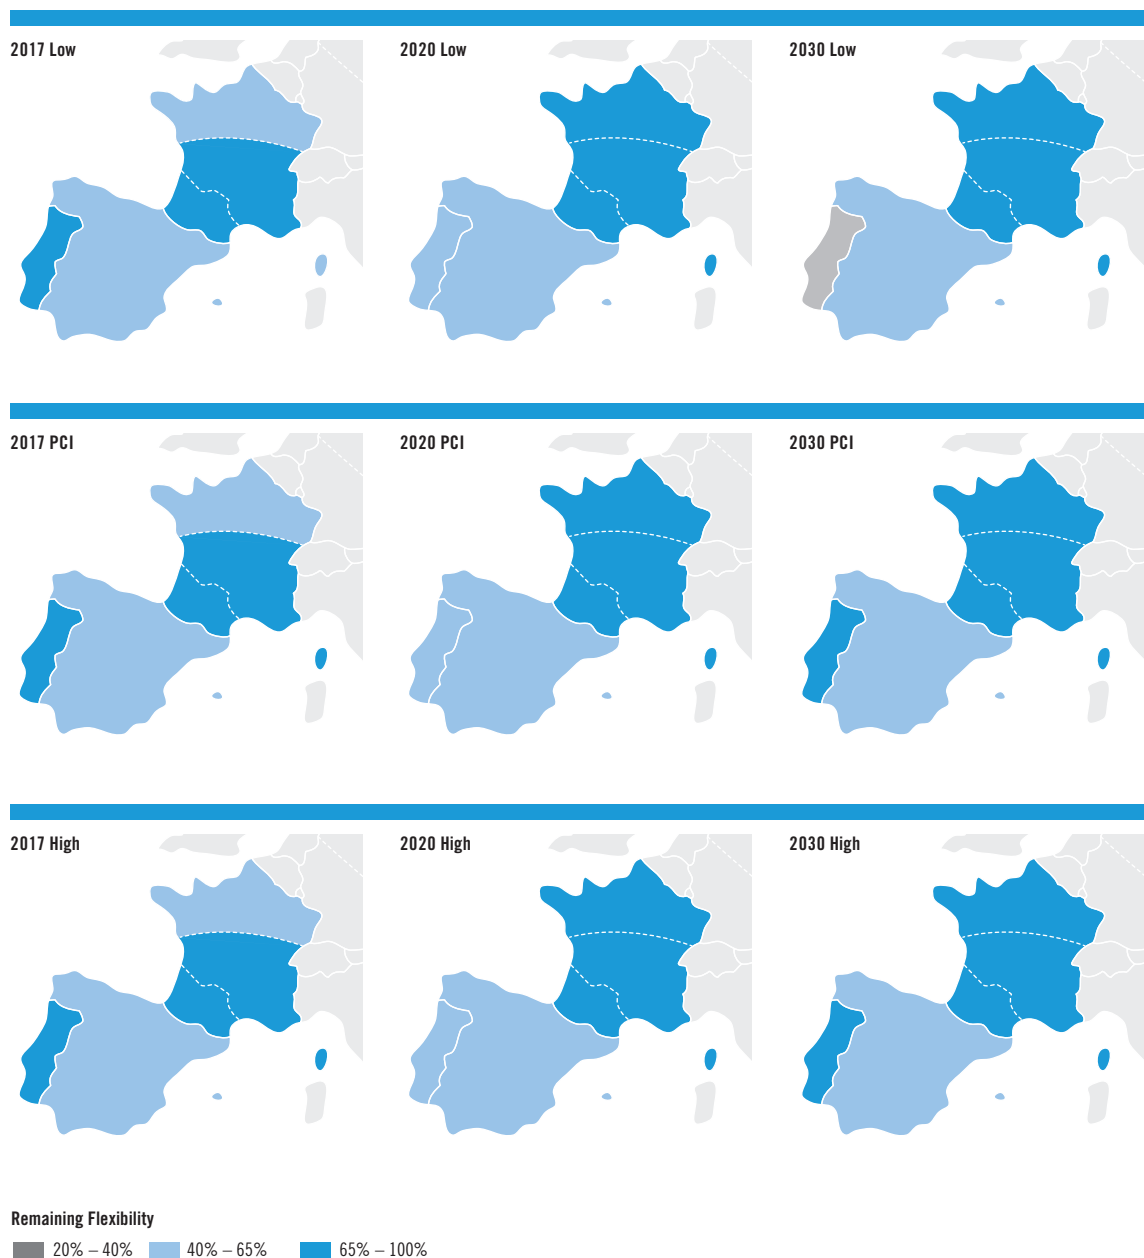 2017 Low 2020 Low 2030 Low
2017 PCI 2020 PCI 2030 PCI
2017 High 2020 High 2030 High
Remaining Flexibility
20% – 40% 40% – 65% 65% – 100%